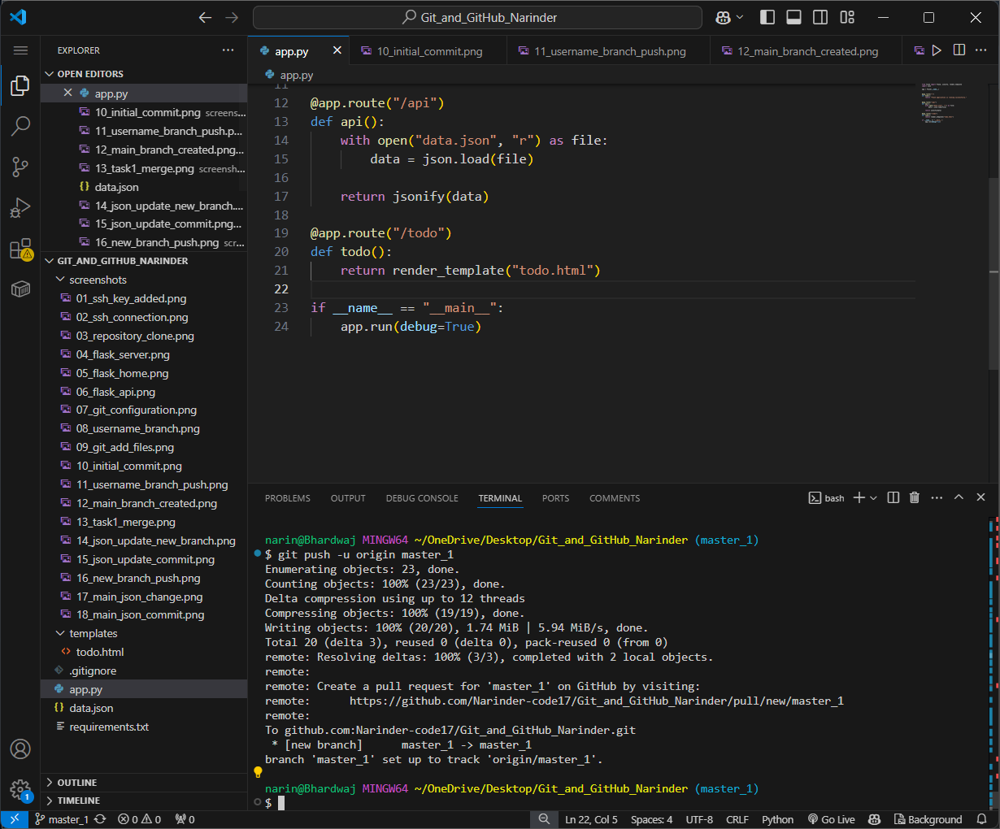 Git_and_GitHub_Narinder
EXPLORER
OPEN EDITORS
app.py
10_initial_commit.png screens...
11_username_branch_push.p...
12_main_branch_created.png...
13_task1_merge.png screensh...
data.json
14_json_update_new_branch....
15_json_update_commit.png...
16_new_branch_push.png scr...
GIT_AND_GITHUB_NARINDER
screenshots
01_ssh_key_added.png
02_ssh_connection.png
03_repository_clone.png
04_flask_server.png
05_flask_home.png
06_flask_api.png
07_git_configuration.png
08_username_branch.png
09_git_add_files.png
10_initial_commit.png
11_username_branch_push.png
12_main_branch_created.png
13_task1_merge.png
14_json_update_new_branch.png
15_json_update_commit.png
16_new_branch_push.png
17_main_json_change.png
18_main_json_commit.png
templates
todo.html
.gitignore
app.py
data.json
requirements.txt
OUTLINE
TIMELINE
app.py 10_initial_commit.png 11_username_branch_push.png 12_main_branch_created.png
app.py
11
12 @app.route("/api")
13 def api():
14 with open("data.json", "r") as file:
15 data = json.load(file)
16
17 return jsonify(data)
18
19 @app.route("/todo")
20 def todo():
21 return render_template("todo.html")
22
23 if __name__ == "__main__":
24 app.run(debug=True)
PROBLEMS OUTPUT DEBUG CONSOLE TERMINAL PORTS COMMENTS bash
narin@Bhardwaj MINGW64 ~/OneDrive/Desktop/Git_and_GitHub_Narinder (master_1)
$ git push -u origin master_1
Enumerating objects: 23, done.
Counting objects: 100% (23/23), done.
Delta compression using up to 12 threads
Compressing objects: 100% (19/19), done.
Writing objects: 100% (20/20), 1.74 MiB | 5.94 MiB/s, done.
Total 20 (delta 3), reused 0 (delta 0), pack-reused 0 (from 0)
remote: Resolving deltas: 100% (3/3), completed with 2 local objects.
remote:
remote: Create a pull request for 'master_1' on GitHub by visiting:
remote: https://github.com/Narinder-code17/Git_and_GitHub_Narinder/pull/new/master_1
remote:
To github.com:Narinder-code17/Git_and_GitHub_Narinder.git
* [new branch] master_1 -> master_1
branch 'master_1' set up to track 'origin/master_1'.
narin@Bhardwaj MINGW64 ~/OneDrive/Desktop/Git_and_GitHub_Narinder (master_1)
$
1
master_1 0 0 0 Ln 22, Col 5 Spaces: 4 UTF-8 CRLF Python Go Live Background